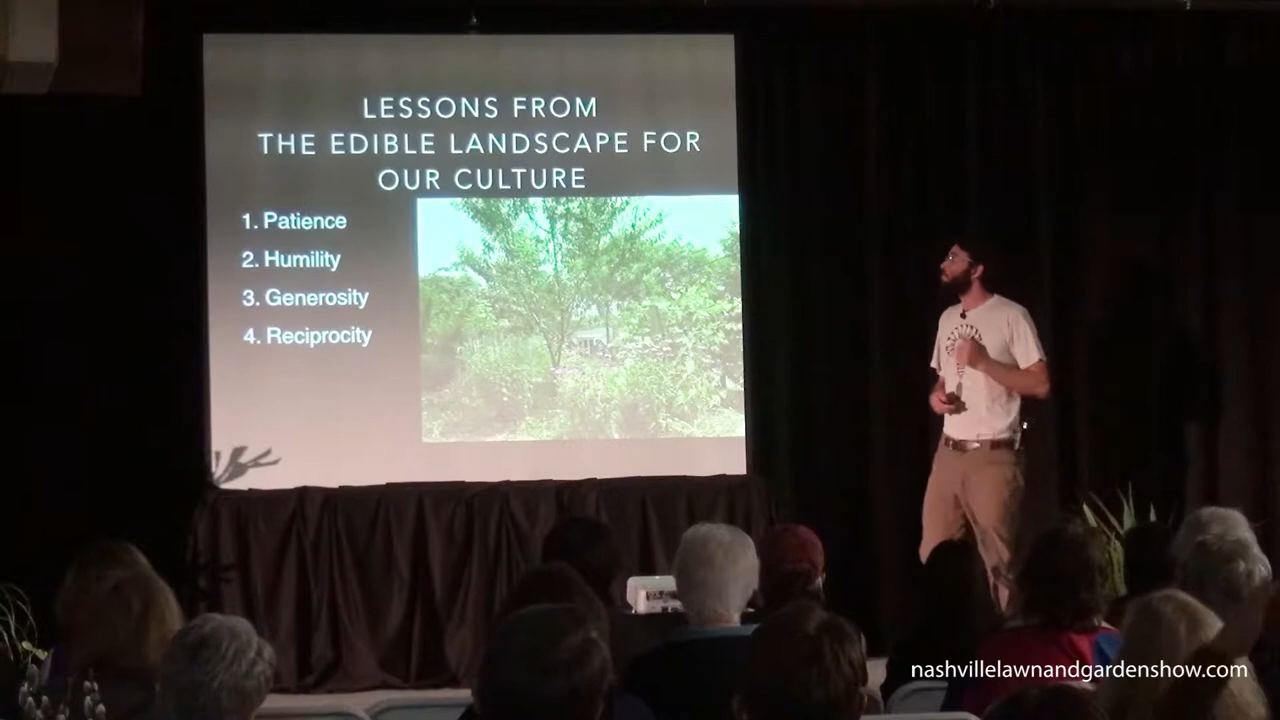 LESSONS FROM
THE EDIBLE LANDSCAPE FOR
OUR CULTURE
1. Patience
2. Humility
3. Generosity
4. Reciprocity
nashvillelawnandgardenshow.com